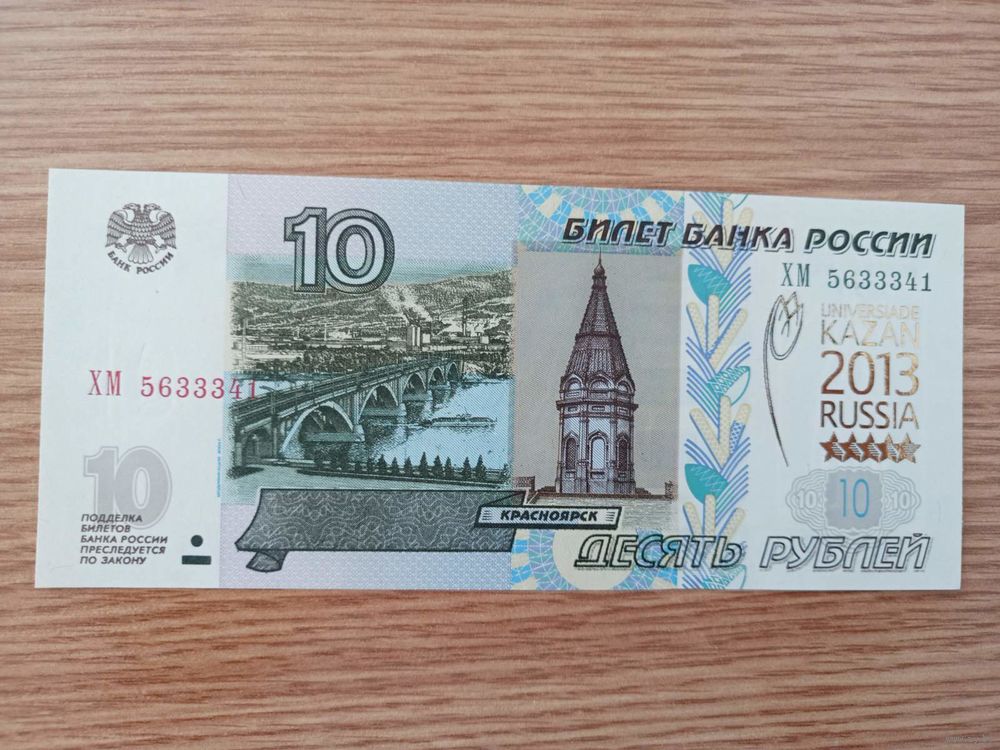 БАНК РОССИИ
10
БИЛЕТ БАНКА РОССИИ
ХМ 5633341
UNIVERSIADE
KAZAN
2013
RUSSIA
ХМ 5633341
10
10 10 10
ПОДДЕЛКА
БИЛЕТОВ
БАНКА РОССИИ
ПРЕСЛЕДУЕТСЯ
ПО ЗАКОНУ
КРАСНОЯРСК
ДЕСЯТЬ РУБЛЕЙ